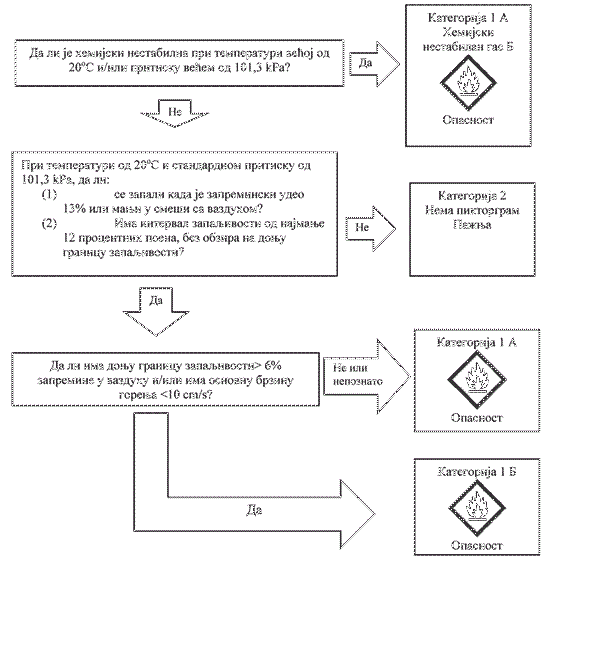 Категорија 1 А
Хемијски
нестабилан гас Б
Опасност
Да ли је хемијски нестабилна при температури већој од
20°C и/или притиску већем од 101,3 kPa?
Да
Не
При температури од 20°C и стандардном притиску од
101,3 kPa, да ли:
(1) се запали када је запремински удео
13% или мањи у смеши са ваздухом?
(2) Има интервал запаљивости од најмање
12 процентних поена, без обзира на доњу
границу запаљивости?
Не
Категорија 2
Нема пикторграм
Пажња
Да
Да ли има доњу границу запаљивости> 6%
запремине у ваздуху и/или има основну брзину
горења <10 cm/s?
Не или
непознато
Категорија 1 А
Опасност
Да
Категорија 1 Б
Опасност